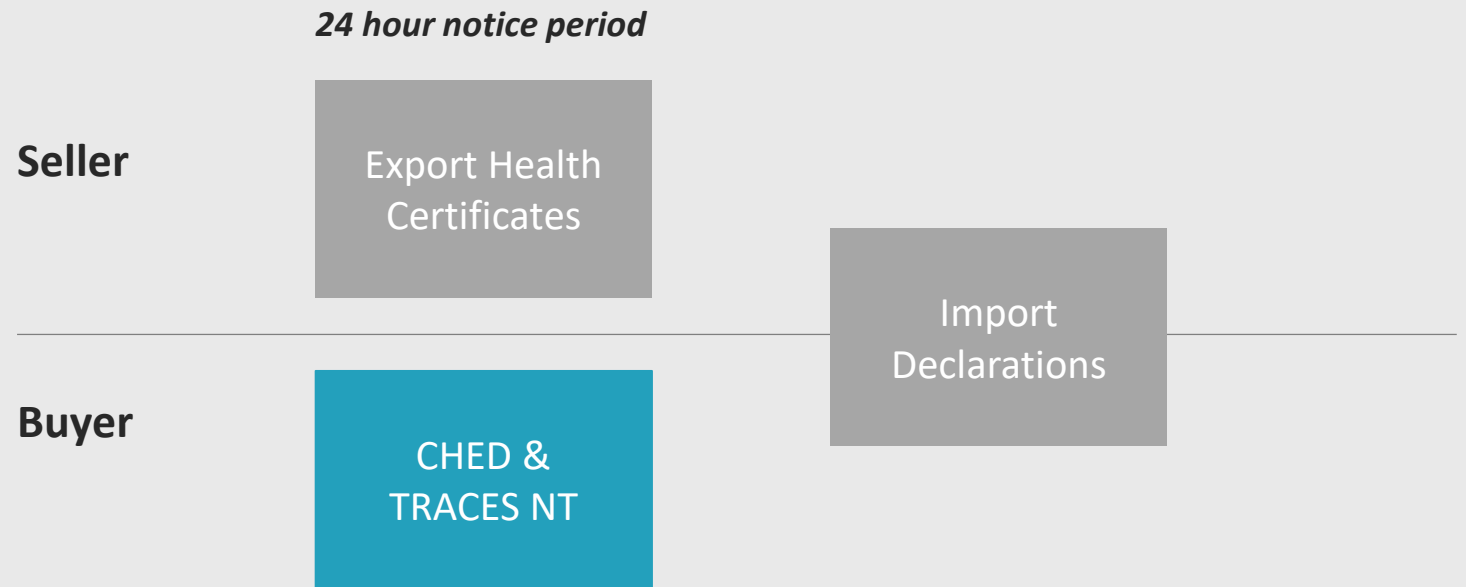 24 hour notice period
Seller
Export Health
Certificates
Import
Declarations
Buyer
CHED &
TRACES NT